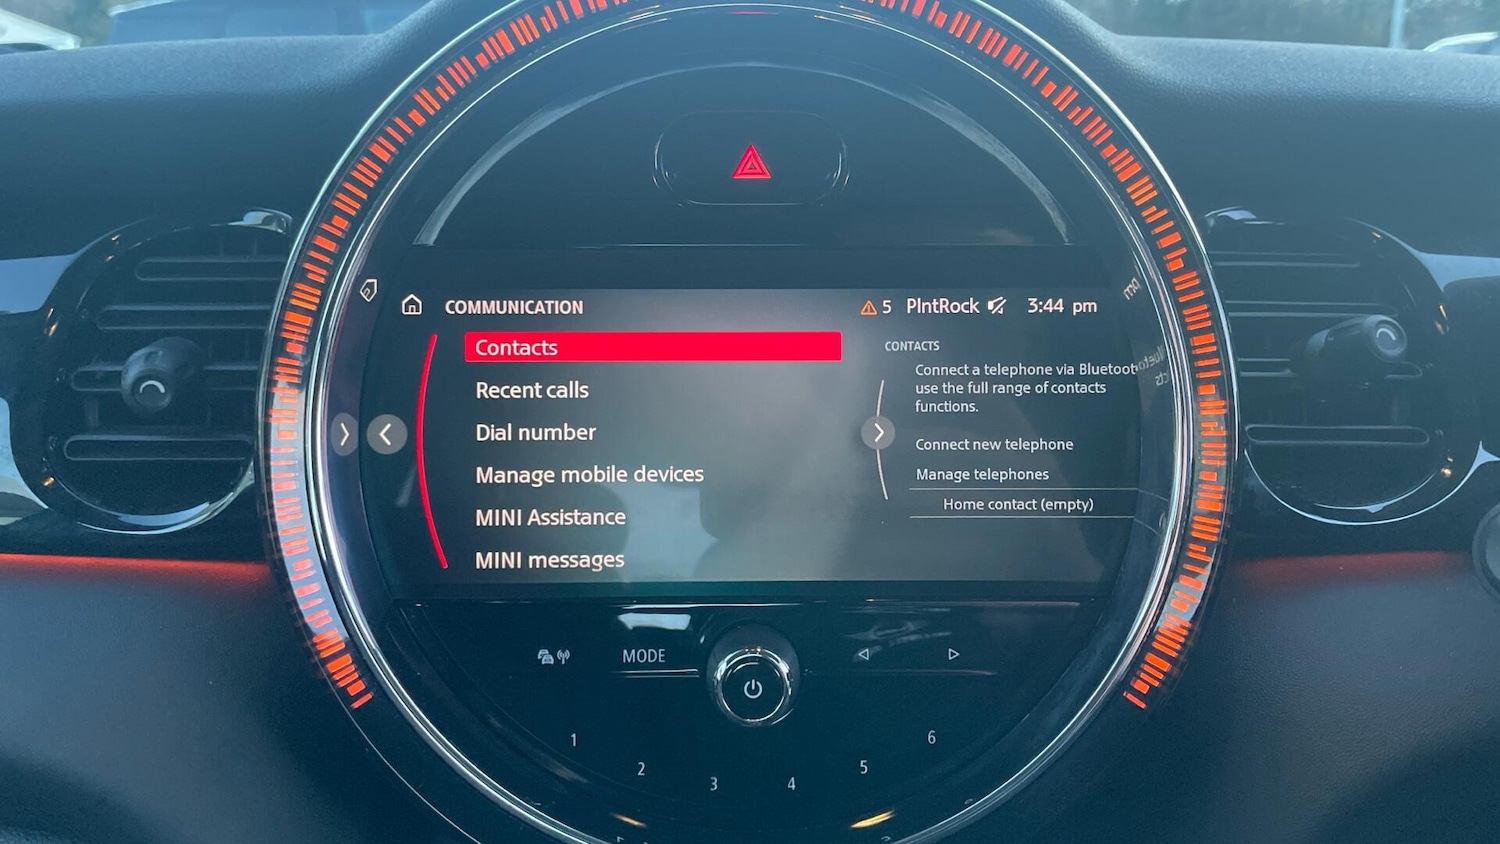 COMMUNICATION
5 PlntRock 3:44 pm
Contacts
Recent calls
Dial number
Manage mobile devices
MINI Assistance
MINI messages
CONTACTS
Connect a telephone via Bluetoot
use the full range of contacts
functions.
Connect new telephone
Manage telephones
Home contact (empty)
MODE
1 2 3 4 5 6